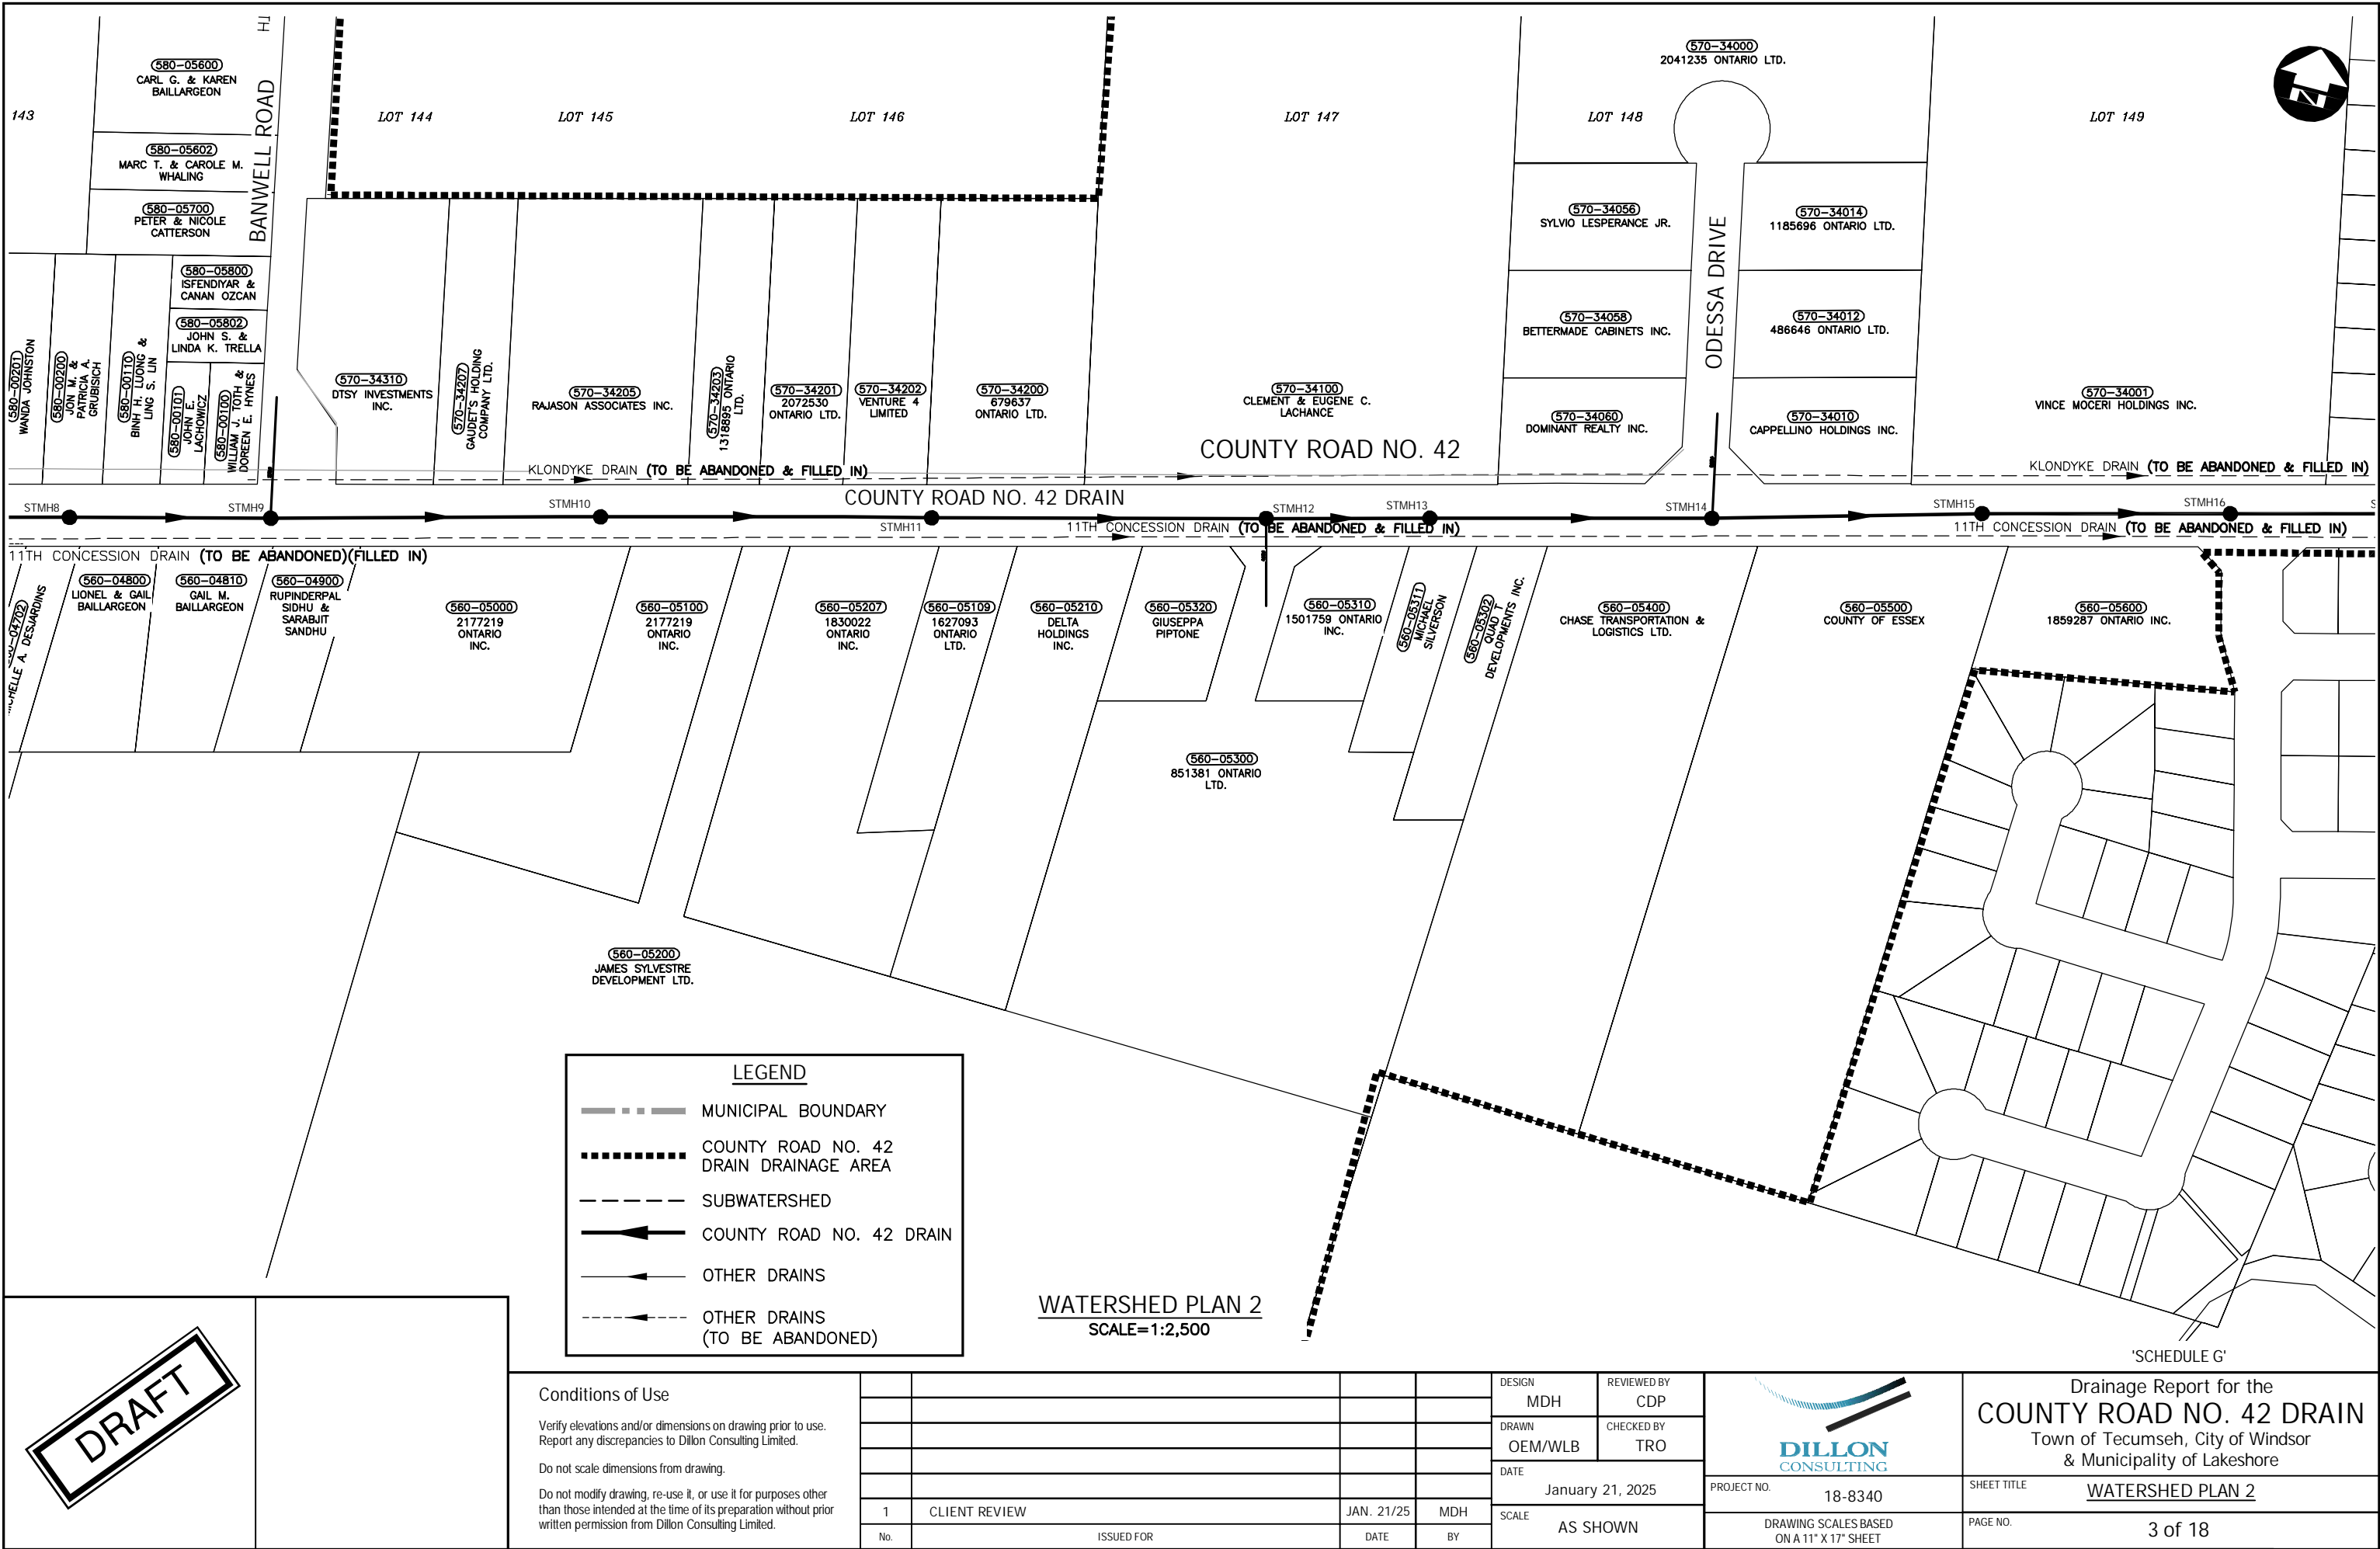 143
580-05600
CARL G. & KAREN
BAILLARGEON
580-05602
MARC T. & CAROLE M.
WHALING
580-05700
PETER & NICOLE
CATTERSON
BANWELL ROAD
TH
LOT 144
LOT 145
LOT 146
LOT 147
LOT 148
LOT 149
570-34000
2041235 ONTARIO LTD.
N
580-00201
WANDA JOHNSTON
580-00200
JON M. &
PATRICIA A.
GRUBISICH
580-00110
BINH H. LUONG &
LING S. LIN
580-05800
ISFENDIYAR &
CANAN OZCAN
580-05802
JOHN S. &
LINDA K. TRELLA
580-00101
JOHN E.
LACHOWICZ
580-00100
WILLIAM J. TOTH &
DOREEN E. HYNES
570-34310
DTSY INVESTMENTS
INC.
570-34207
GAUDET'S HOLDING
COMPANY LTD.
570-34205
RAJASON ASSOCIATES INC.
570-34203
1318895 ONTARIO
LTD.
570-34201
2072530
ONTARIO LTD.
570-34202
VENTURE 4
LIMITED
570-34200
679637
ONTARIO LTD.
570-34100
CLEMENT & EUGENE C.
LACHANCE
570-34056
SYLVIO LESPERANCE JR.
570-34058
BETTERMADE CABINETS INC.
570-34060
DOMINANT REALTY INC.
ODESSA DRIVE
570-34014
1185696 ONTARIO LTD.
570-34012
486646 ONTARIO LTD.
570-34010
CAPPELLINO HOLDINGS INC.
570-34001
VINCE MOCERI HOLDINGS INC.
COUNTY ROAD NO. 42
KLONDYKE DRAIN (TO BE ABANDONED & FILLED IN)
KLONDYKE DRAIN (TO BE ABANDONED & FILLED IN)
COUNTY ROAD NO. 42 DRAIN
STMH8
STMH9
STMH10
STMH11
STMH12
STMH13
STMH14
STMH15
STMH16
S
11TH CONCESSION DRAIN (TO BE ABANDONED & FILLED IN)
11TH CONCESSION DRAIN (TO BE ABANDONED & FILLED IN)
11TH CONCESSION DRAIN (TO BE ABANDONED)(FILLED IN)
-04702
MICHELLE A. DESJARDINS
560-04800
LIONEL & GAIL
BAILLARGEON
560-04810
GAIL M.
BAILLARGEON
560-04900
RUPINDERPAL
SIDHU &
SARABJIT
SANDHU
560-05000
2177219
ONTARIO
INC.
560-05100
2177219
ONTARIO
INC.
560-05207
1830022
ONTARIO
INC.
560-05109
1627093
ONTARIO
LTD.
560-05210
DELTA
HOLDINGS
INC.
560-05320
GIUSEPPA
PIPTONE
560-05310
1501759 ONTARIO
INC.
560-05311
MICHAEL
SILVERSON
560-05302
QUAD T
DEVELOPMENTS INC.
560-05400
CHASE TRANSPORTATION &
LOGISTICS LTD.
560-05500
COUNTY OF ESSEX
560-05600
1859287 ONTARIO INC.
560-05300
851381 ONTARIO
LTD.
560-05200
JAMES SYLVESTRE
DEVELOPMENT LTD.
LEGEND
MUNICIPAL BOUNDARY
COUNTY ROAD NO. 42
DRAIN DRAINAGE AREA
SUBWATERSHED
COUNTY ROAD NO. 42 DRAIN
OTHER DRAINS
OTHER DRAINS
(TO BE ABANDONED)
WATERSHED PLAN 2
SCALE=1:2,500
'SCHEDULE G'
DRAFT
Conditions of Use
Verify elevations and/or dimensions on drawing prior to use.
Report any discrepancies to Dillon Consulting Limited.
Do not scale dimensions from drawing.
Do not modify drawing, re-use it, or use it for purposes other
than those intended at the time of its preparation without prior
written permission from Dillon Consulting Limited.
1 CLIENT REVIEW JAN. 21/25 MDH
No. ISSUED FOR DATE BY
DESIGN
MDH
REVIEWED BY
CDP
DRAWN
OEM/WLB
CHECKED BY
TRO
DATE
January 21, 2025
SCALE
AS SHOWN
DILLON
CONSULTING
PROJECT NO.
18-8340
DRAWING SCALES BASED
ON A 11" X 17" SHEET
Drainage Report for the
COUNTY ROAD NO. 42 DRAIN
Town of Tecumseh, City of Windsor
& Municipality of Lakeshore
SHEET TITLE
WATERSHED PLAN 2
PAGE NO.
3 of 18